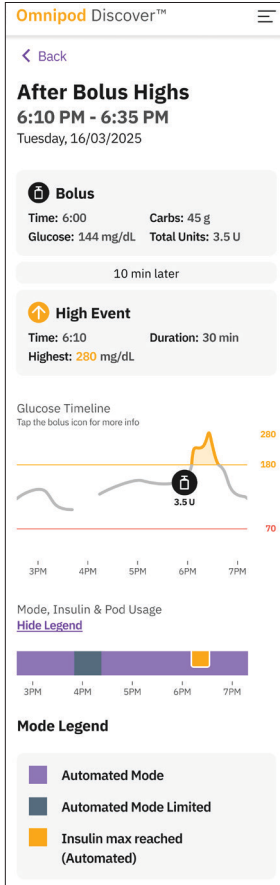 Omnipod Discover™
Back
After Bolus Highs
6:10 PM - 6:35 PM
Tuesday, 16/03/2025
Bolus
Time: 6:00 Carbs: 45 g
Glucose: 144 mg/dL Total Units: 3.5 U
10 min later
High Event
Time: 6:10 Duration: 30 min
Highest: 280 mg/dL
Glucose Timeline
Tap the bolus icon for more info
280
180
3.5 U
70
3PM 4PM 5PM 6PM 7PM
Mode, Insulin & Pod Usage
Hide Legend
3PM 4PM 5PM 6PM 7PM
Mode Legend
Automated Mode
Automated Mode Limited
Insulin max reached
(Automated)